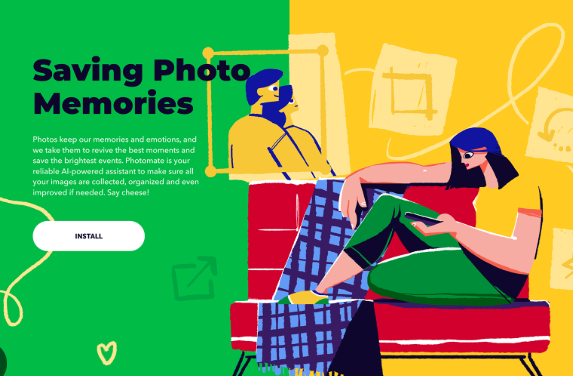 Saving Photo
Memories
Photos keep our memories and emotions, and
we take them to revive the best moments and
save the brightest events. Photomate is your
reliable AI-powered assistant to make sure all
your images are collected, organized and even
improved if needed. Say cheese!
INSTALL